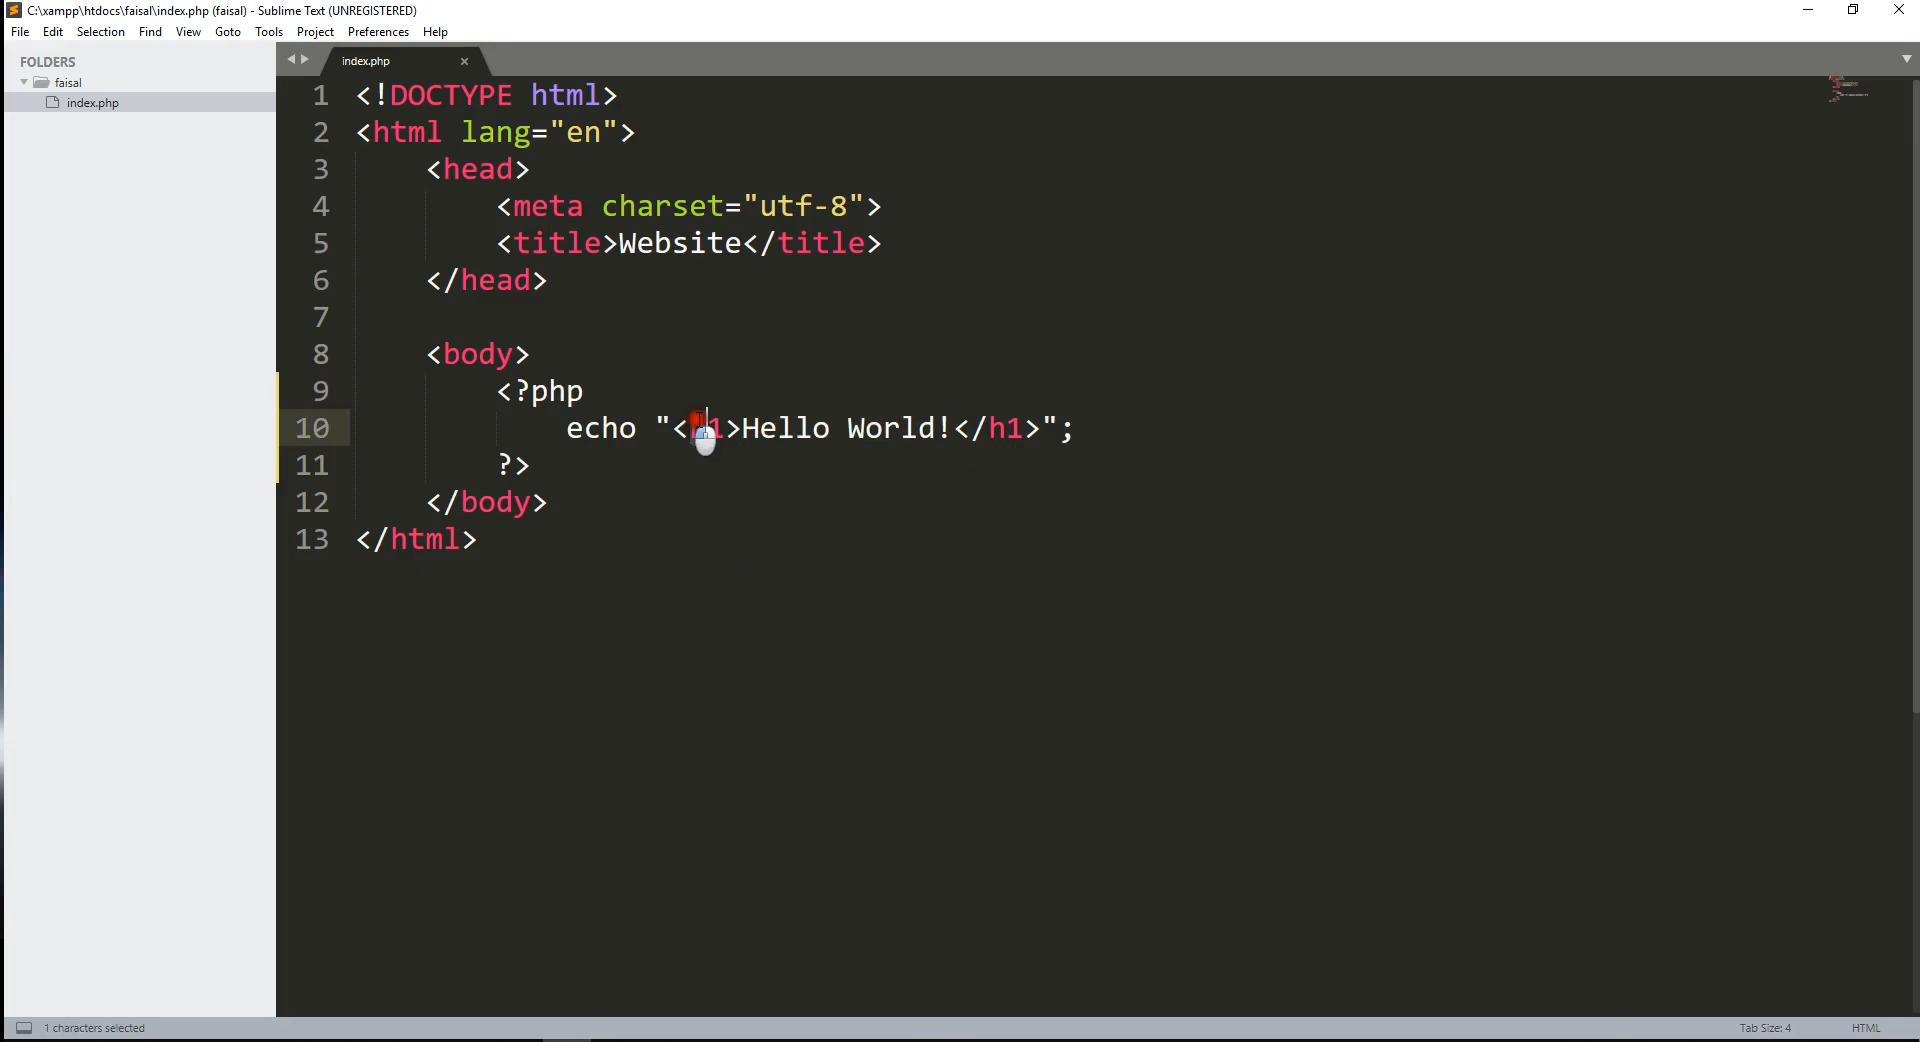 C:\xampp\htdocs\faisal\index.php (faisal) - Sublime Text (UNREGISTERED)
File Edit Selection Find View Goto Tools Project Preferences Help
FOLDERS
faisal
index.php
index.php
1 <!DOCTYPE html>
2 <html lang="en">
3 <head>
4 <meta charset="utf-8">
5 <title>Website</title>
6 </head>
7
8 <body>
9 <?php
10 echo "<h1>Hello World!</h1>";
11 ?>
12 </body>
13 </html>
1 characters selected
Tab Size: 4
HTML